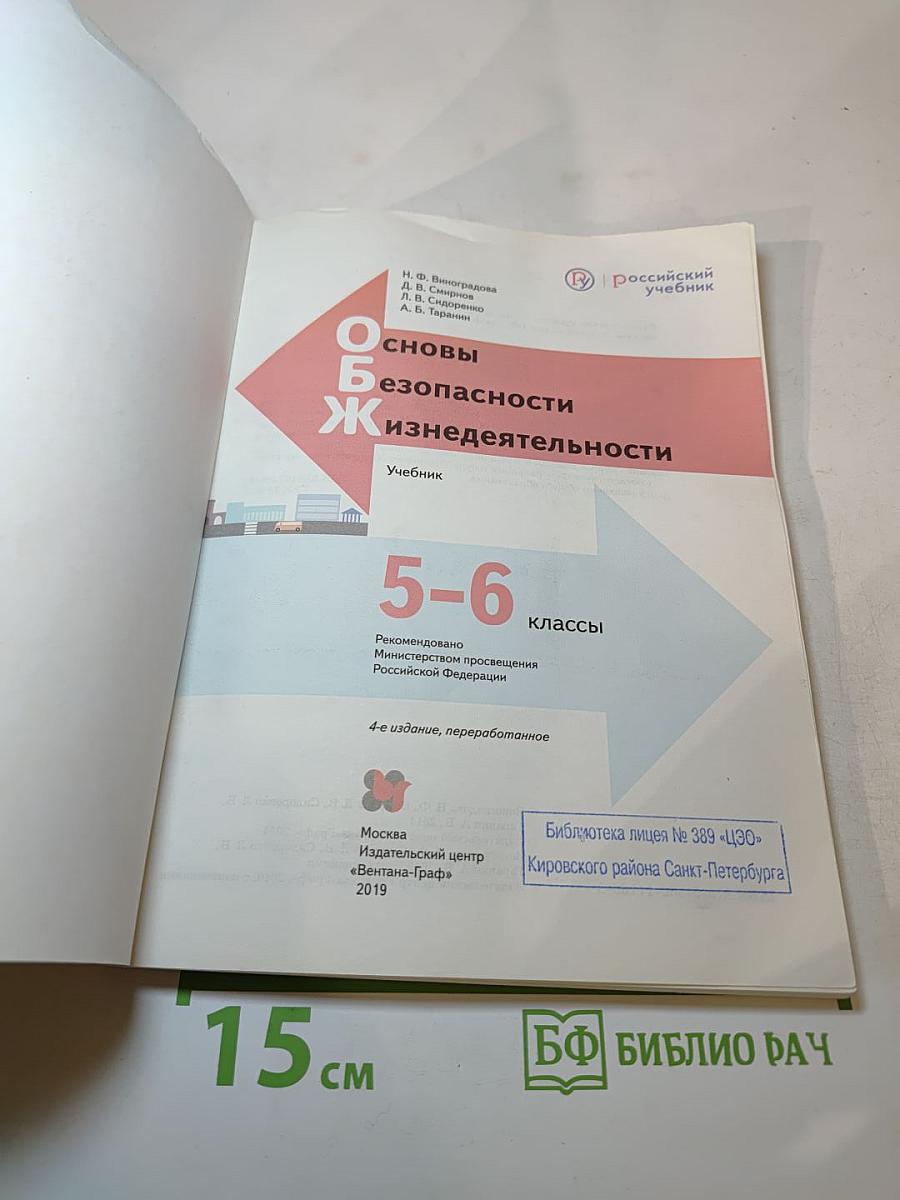 Н. Ф. Виноградова
Д. В. Смирнов
Л. В. Сидоренко
А. Б. Таранин
РУ | Российский
учебник
Основы
Безопасности
Жизнедеятельности
Учебник
5–6 классы
Рекомендовано
Министерством просвещения
Российской Федерации
4-е издание, переработанное
Москва
Издательский центр
«Вентана-Граф»
2019
Библиотека лицея № 389 «ЦЭО»
Кировского района Санкт-Петербурга
15 см
БФ БИБЛИО